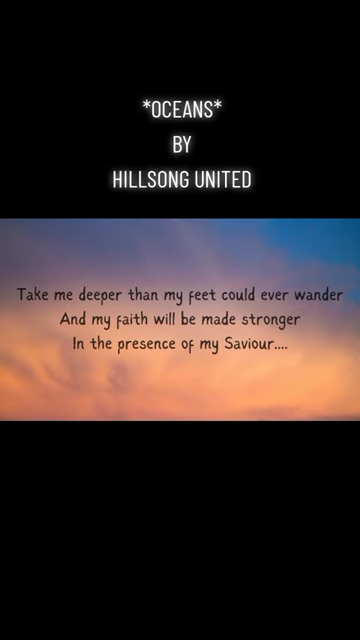 *OCEANS*
BY
HILLSONG UNITED
Take me deeper than my feet could ever wander
And my faith will be made stronger
In the presence of my Saviour....